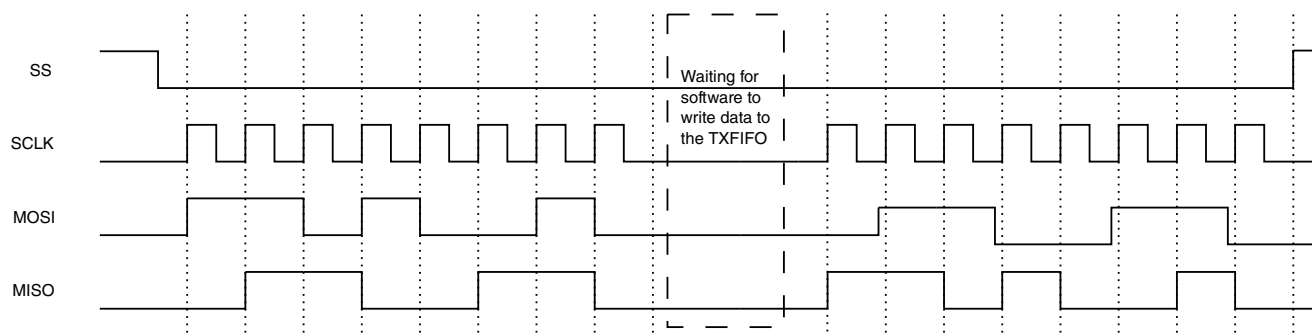 SS
Waiting for
software to
write data to
the TXFIFO
SCLK
MOSI
MISO